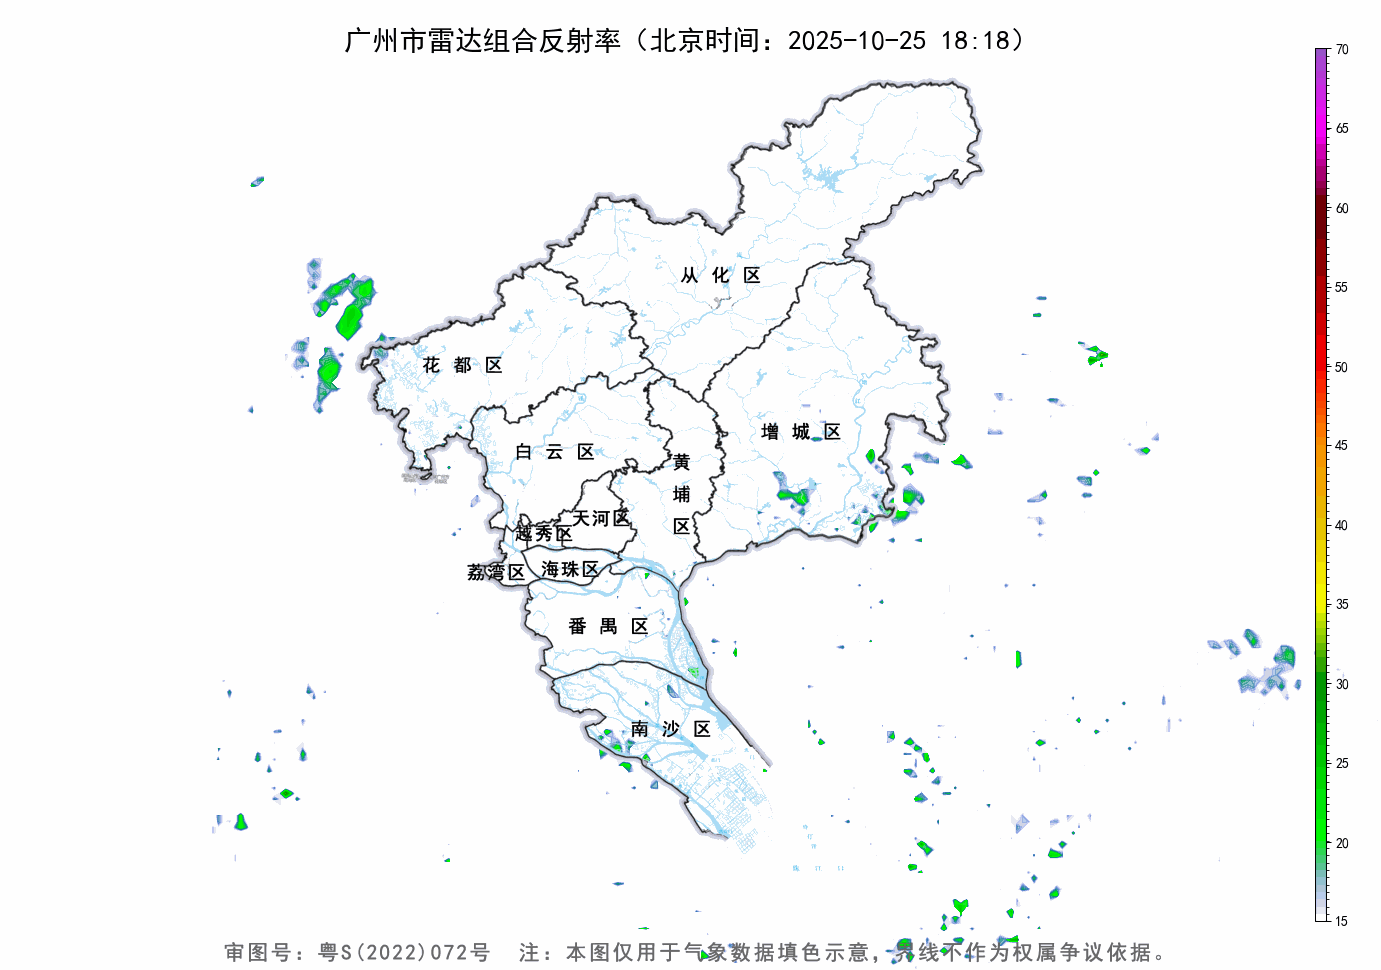 广州市雷达组合反射率（北京时间：2025-10-25 18:18）
70
65
60
55
50
45
40
35
30
25
20
15
从化区
花都区
增城区
白云区
黄埔区
天河区
越秀区
荔湾区
海珠区
番禺区
南沙区
审图号：粤S(2022)072号 注：本图仅用于气象数据填色示意，界线不作为权属争议依据。